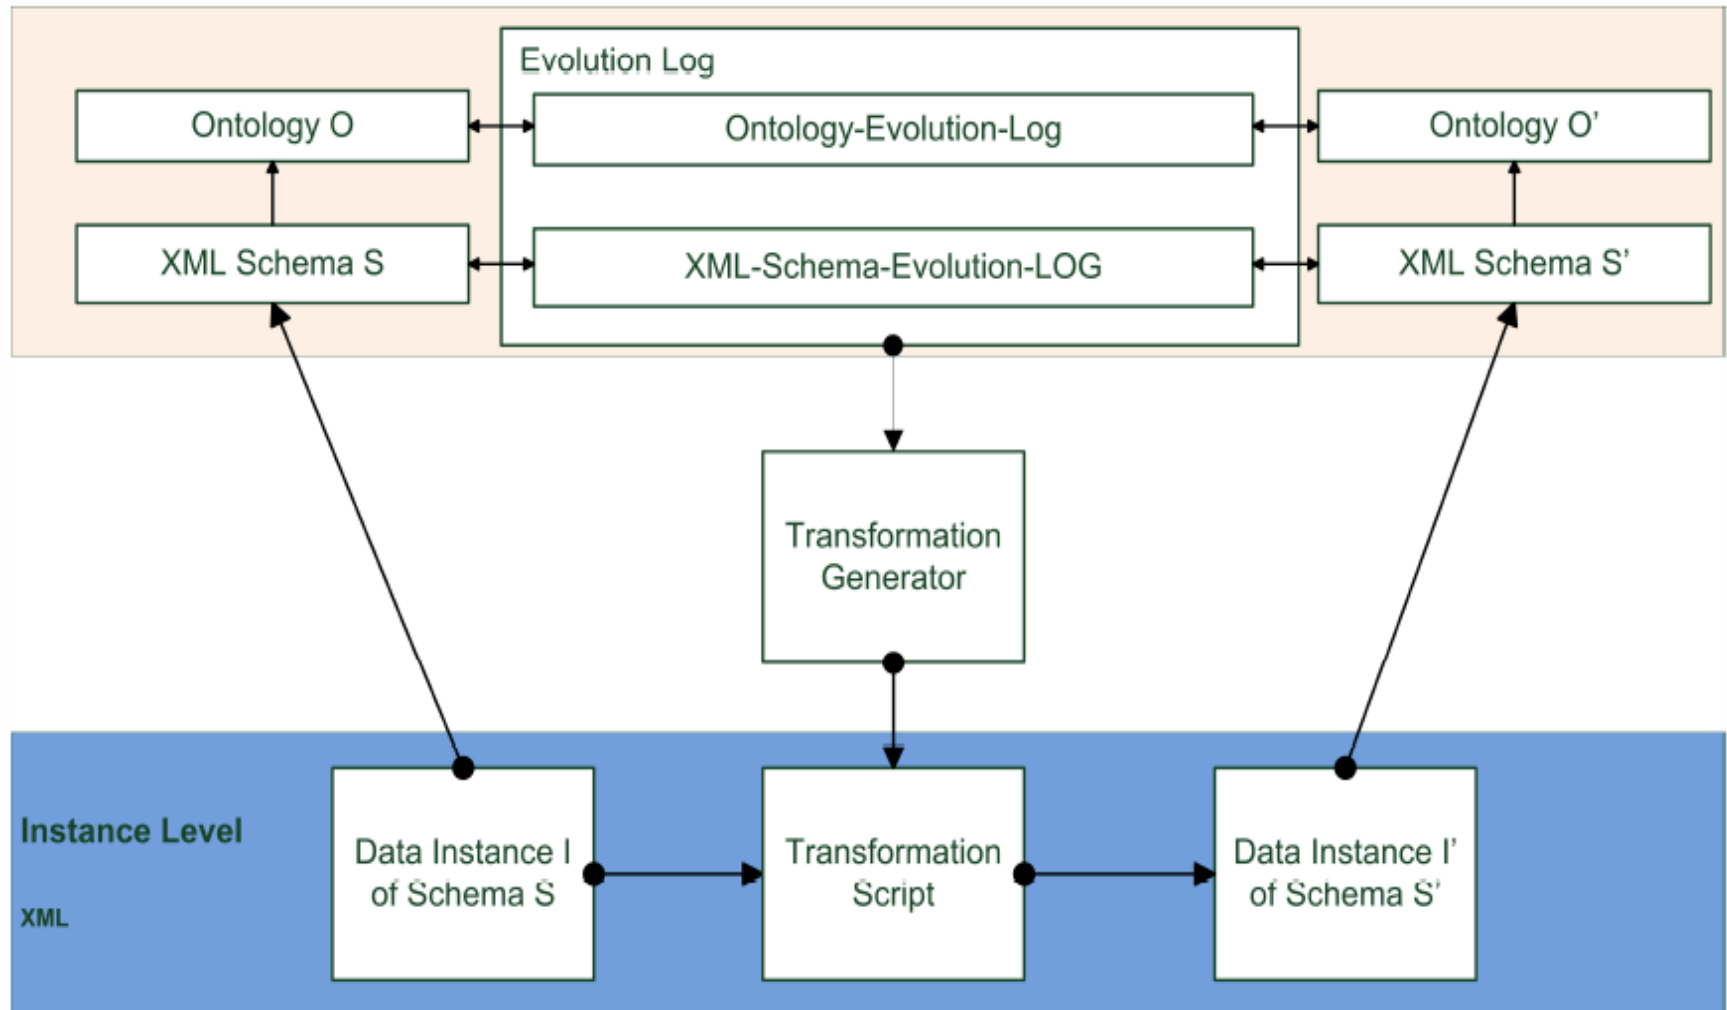 Evolution Log
Ontology O
Ontology-Evolution-Log
Ontology O’
XML Schema S
XML-Schema-Evolution-LOG
XML Schema S’
Transformation
Generator
Instance Level
XML
Data Instance I
of Schema S
Transformation
Script
Data Instance I’
of Schema S’